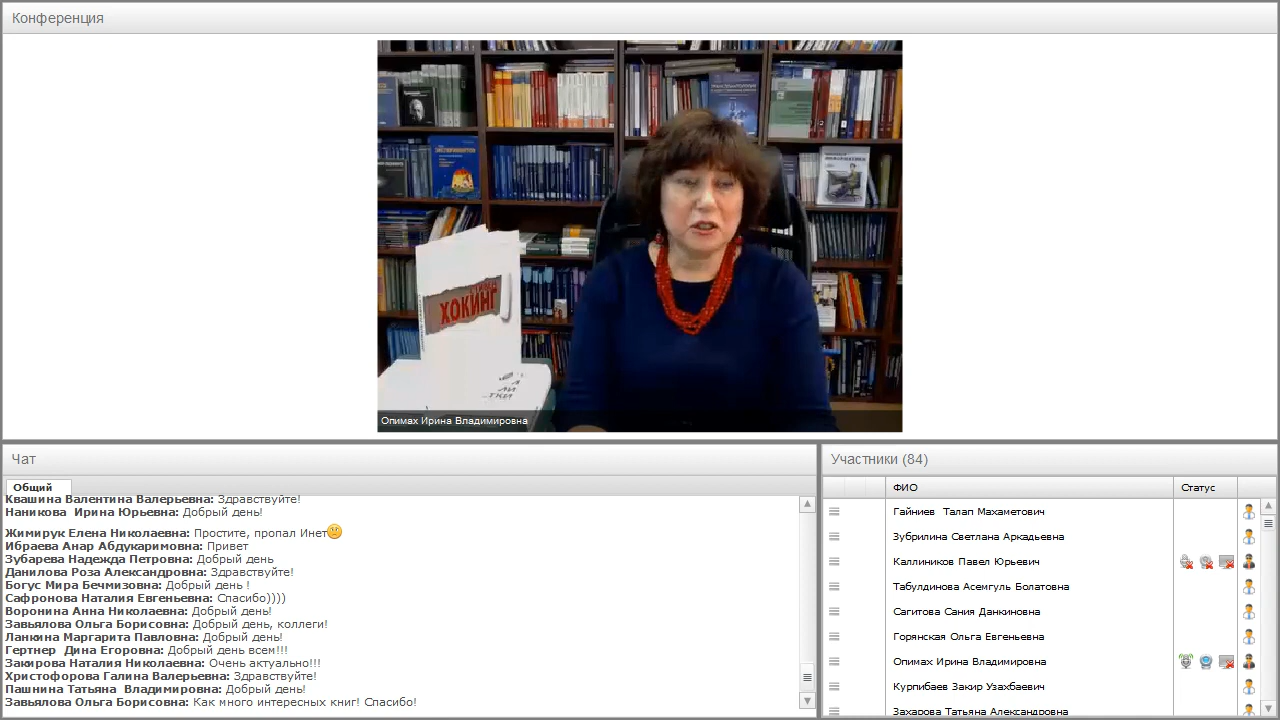 Конференция
ХОКИНГ
Опимах Ирина Владимировна
Чат
Общий
Квашина Валентина Валерьевна: Здравствуйте!
Наникова Ирина Юрьевна: Добрый день!
Жимирук Елена Николаевна: Простите, пропал Инет
Ибраева Анар Абдукаримовна: Привет
Зубарева Надежда Петровна: Добрый день
Данилова Роза Александровна: Здравствуйте!
Богус Мира Бечмизовна: Добрый день !
Сафронова Наталия Евгеньевна: Спасибо))))
Воронина Анна Николаевна: Добрый день!
Завьялова Ольга Борисовна: Добрый день, коллеги!
Ланкина Маргарита Павловна: Добрый день!
Гертнер Дина Егоровна: Добрый день всем!!!
Закирова Наталия Николаевна: Очень актуально!!!
Христофорова Галина Валерьевна: Здравствуйте!
Пашнина Татьяна Владимировна: Добрый день!
Завьялова Ольга Борисовна: Как много интересных книг! Спасибо!
Участники (84)
ФИО Статус
Гайниев Талап Махаметович
Зубрилина Светлана Аркадьевна
Каллиников Павел Юрьевич
Табулдинова Асемгуль Болатовна
Сагитова Сания Данкиновна
Горянская Ольга Евгеньевна
Опимах Ирина Владимировна
Курпибаев Закир Узакбаевич
Захарова Татьяна Александровна